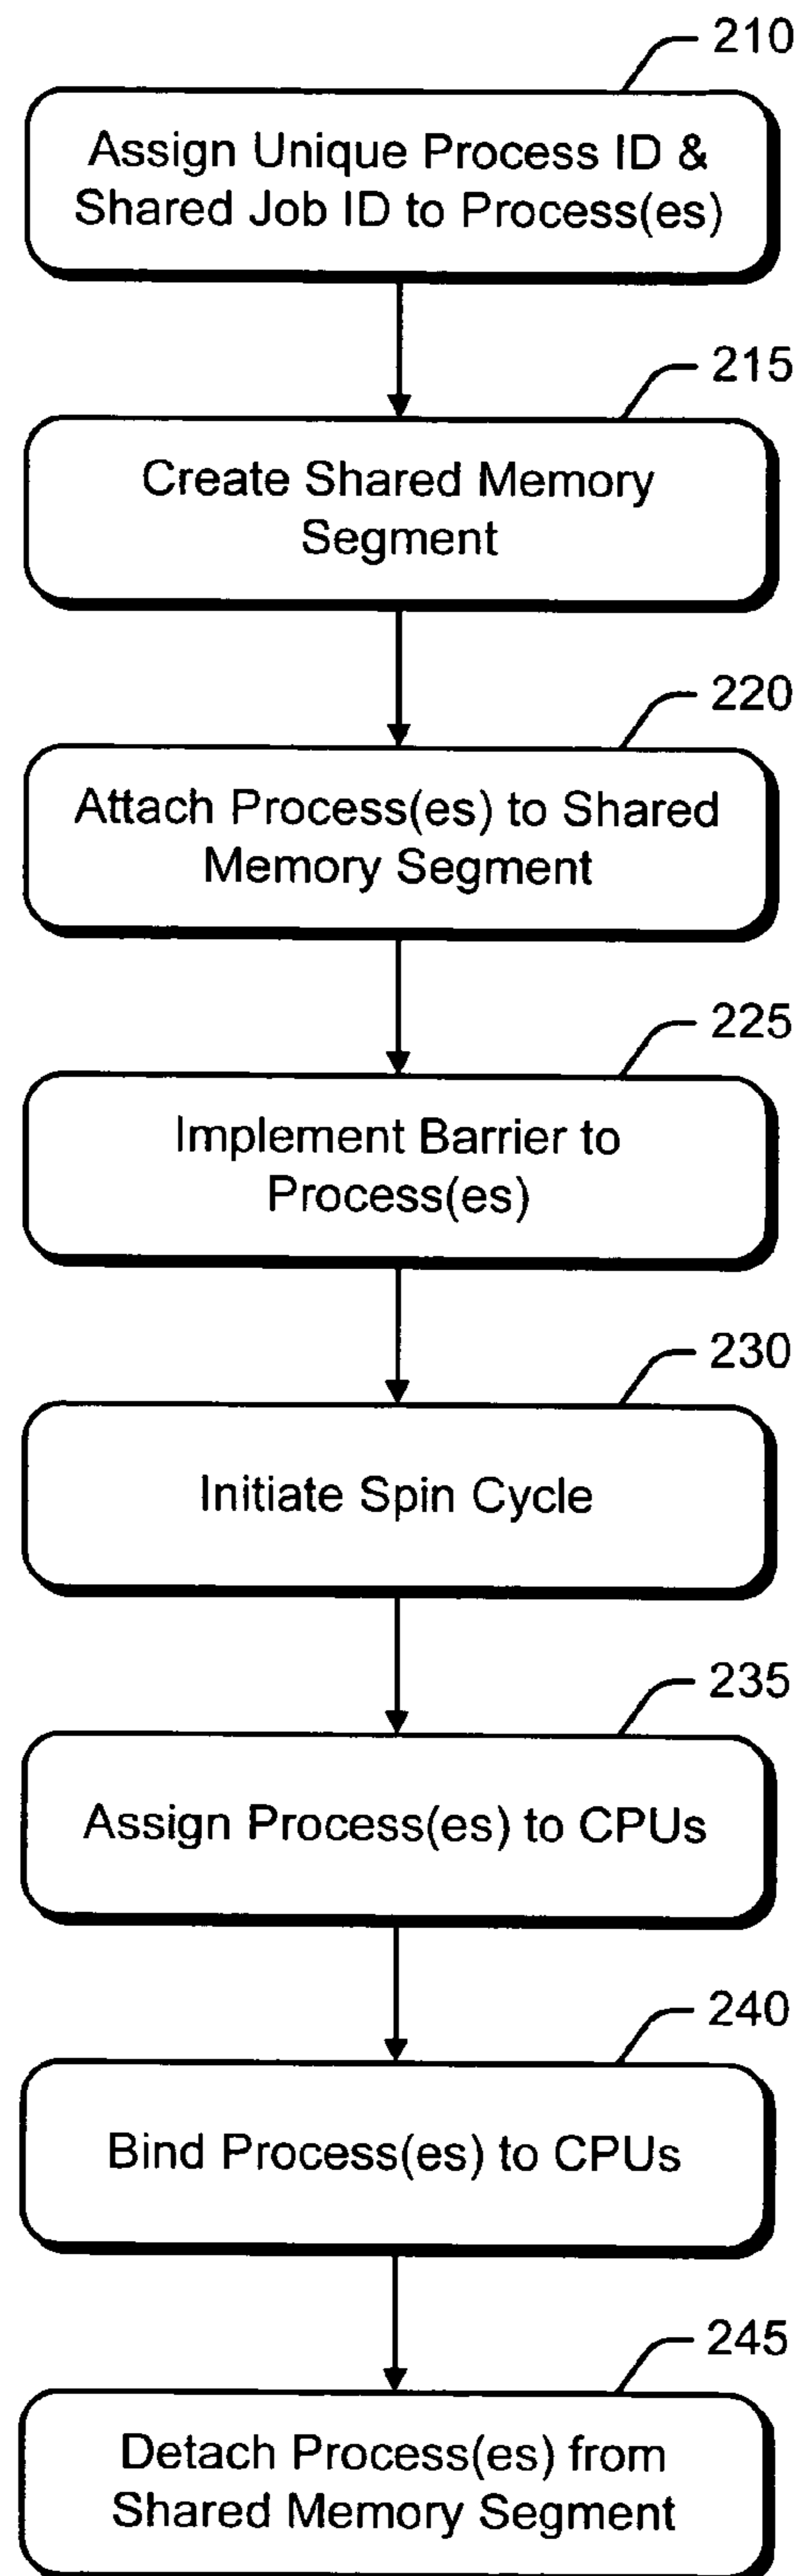 210
Assign Unique Process ID &
Shared Job ID to Process(es)
215
Create Shared Memory
Segment
220
Attach Process(es) to Shared
Memory Segment
225
Implement Barrier to
Process(es)
230
Initiate Spin Cycle
235
Assign Process(es) to CPUs
240
Bind Process(es) to CPUs
245
Detach Process(es) from
Shared Memory Segment